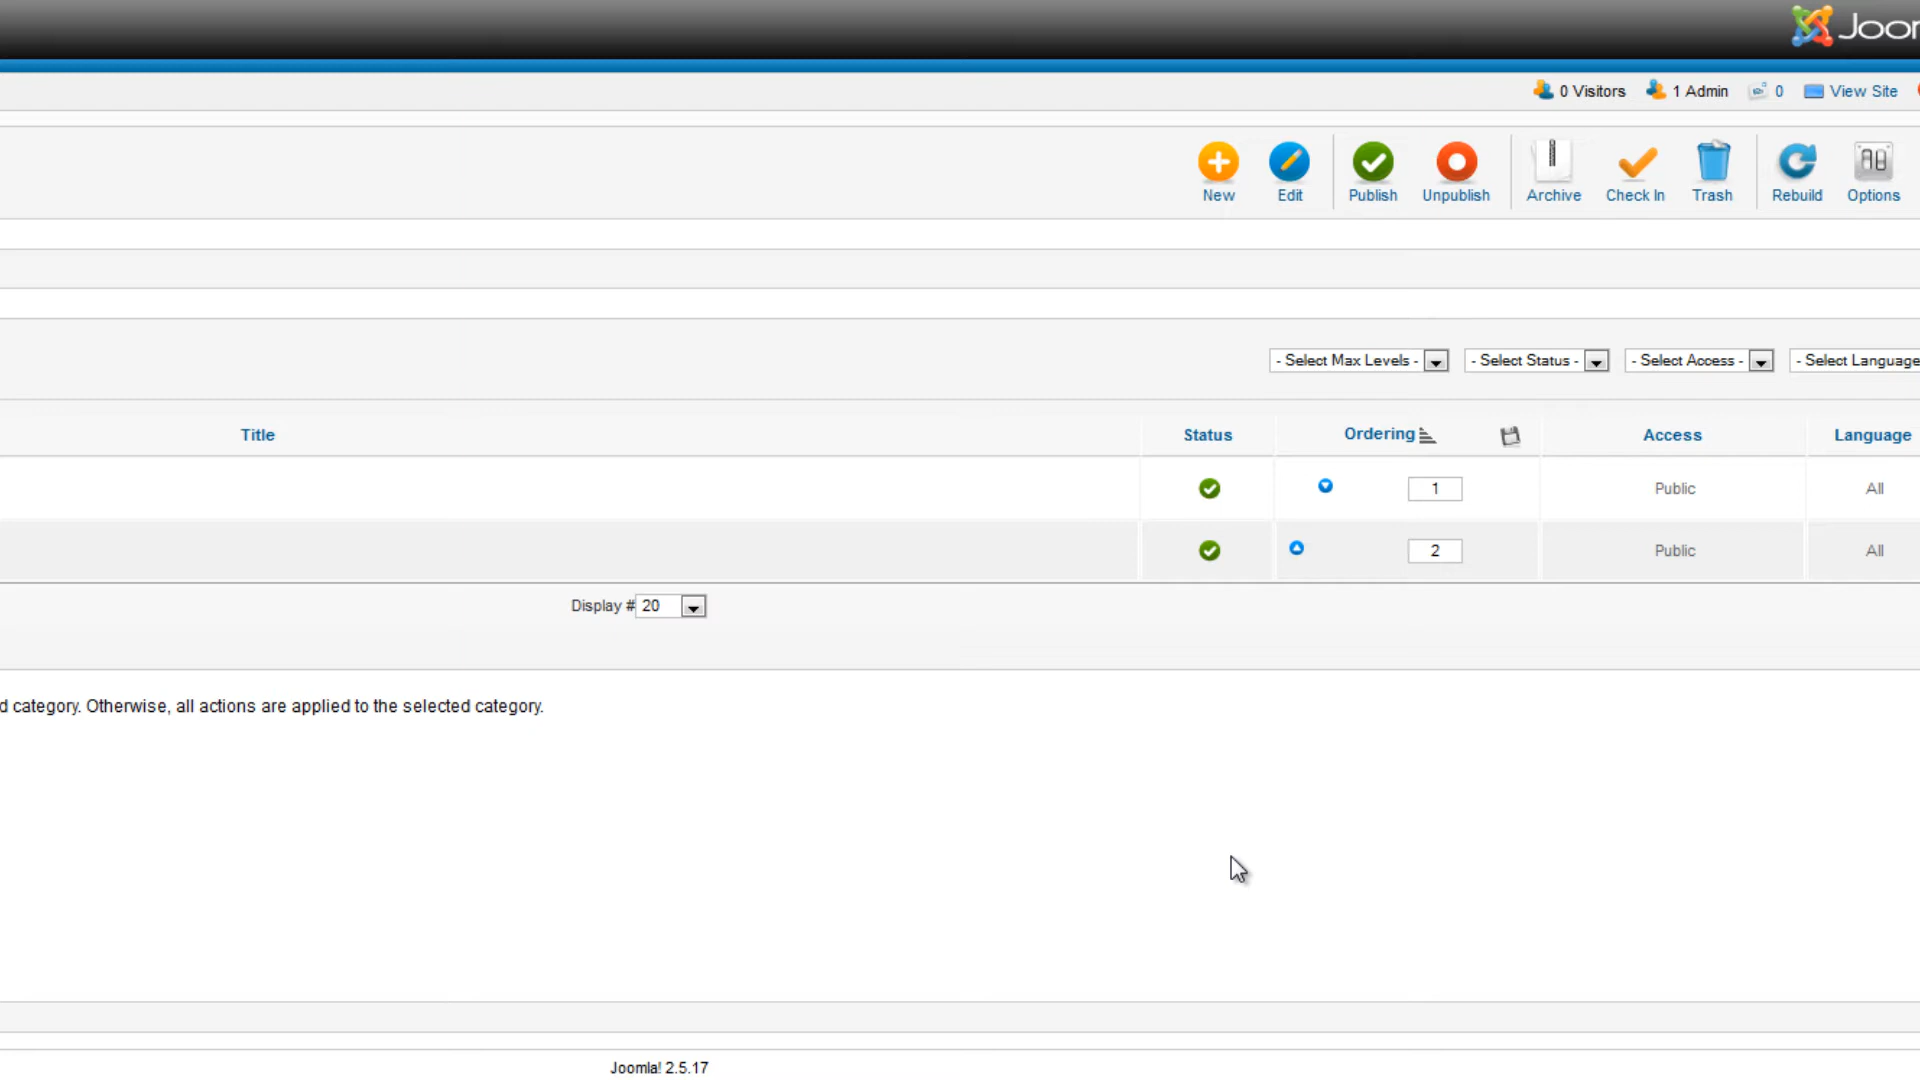 Joo
0 Visitors 1 Admin 0 View Site
New Edit Publish Unpublish Archive Check In Trash Rebuild Options
- Select Max Levels - - Select Status - - Select Access - - Select Language
Title Status Ordering Access Language
1 Public All
2 Public All
Display # 20
d category. Otherwise, all actions are applied to the selected category.
Joomla! 2.5.17